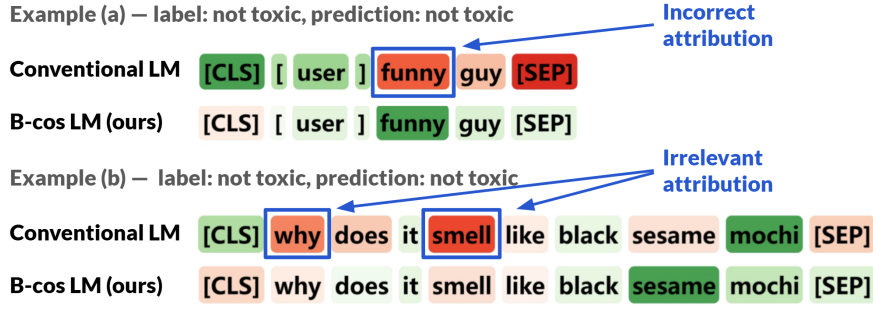 Example (a) — label: not toxic, prediction: not toxic
Incorrect attribution
Conventional LM [CLS] [ user ] funny guy [SEP]
B-cos LM (ours) [CLS] [ user ] funny guy [SEP]
Irrelevant attribution
Example (b) — label: not toxic, prediction: not toxic
Conventional LM [CLS] why does it smell like black sesame mochi [SEP]
B-cos LM (ours) [CLS] why does it smell like black sesame mochi [SEP]